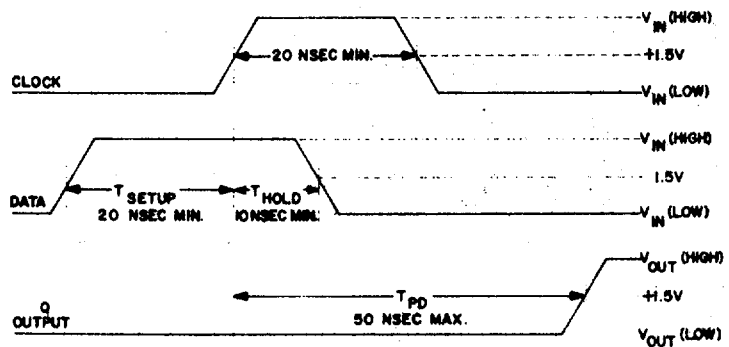 V_IN (HIGH)
20 NSEC MIN.
+1.5V
CLOCK
V_IN (LOW)
V_IN (HIGH)
T_SETUP
T_HOLD
1.5V
DATA
20 NSEC MIN.
10NSEC MIN.
V_IN (LOW)
V_OUT (HIGH)
Q
OUTPUT
T_PD
+1.5V
50 NSEC MAX.
V_OUT (LOW)